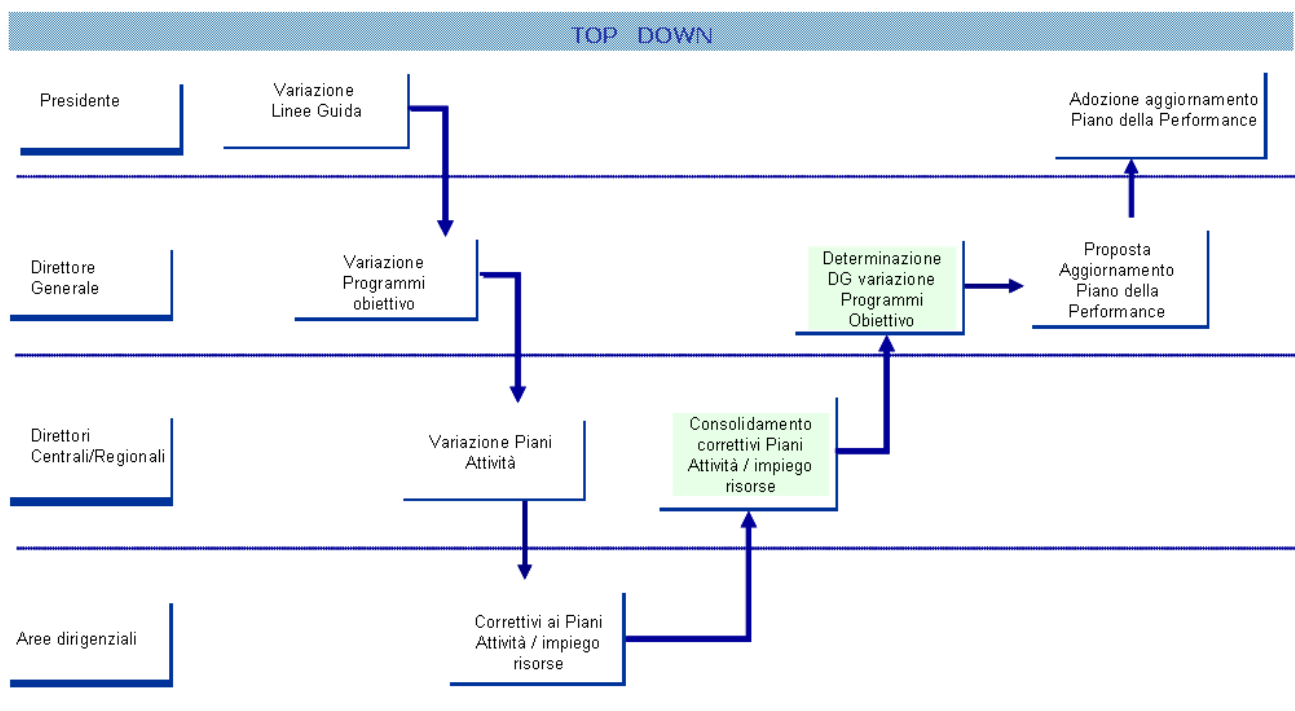 TOP DOWN
Presidente
Variazione
Linee Guida
Adozione aggiornamento
Piano della Performance
Direttore
Generale
Variazione
Programmi
obiettivo
Determinazione
DG variazione
Programmi
Obiettivo
Proposta
Aggiornamento
Piano della
Performance
Direttori
Centrali/Regionali
Variazione Piani
Attività
Consolidamento
correttivi Piani
Attività / impiego
risorse
Aree dirigenziali
Correttivi ai Piani
Attività / impiego
risorse